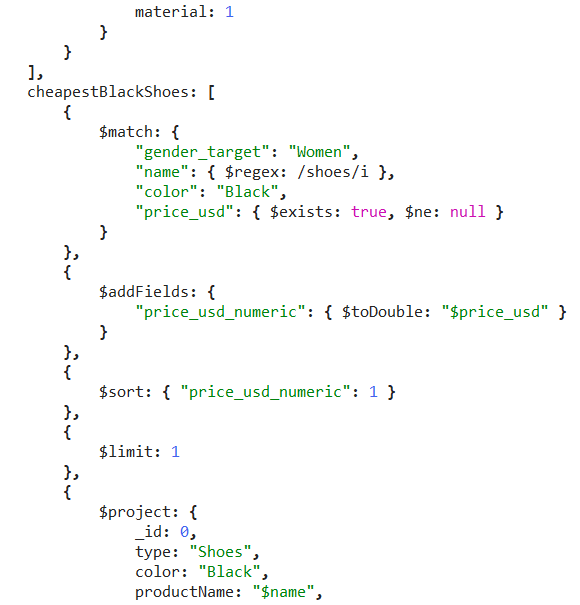 material: 1
}
}
],
cheapestBlackShoes: [
{
$match: {
"gender_target": "Women",
"name": { $regex: /shoes/i },
"color": "Black",
"price_usd": { $exists: true, $ne: null }
}
},
{
$addFields: {
"price_usd_numeric": { $toDouble: "$price_usd" }
}
},
{
$sort: { "price_usd_numeric": 1 }
},
{
$limit: 1
},
{
$project: {
_id: 0,
type: "Shoes",
color: "Black",
productName: "$name",